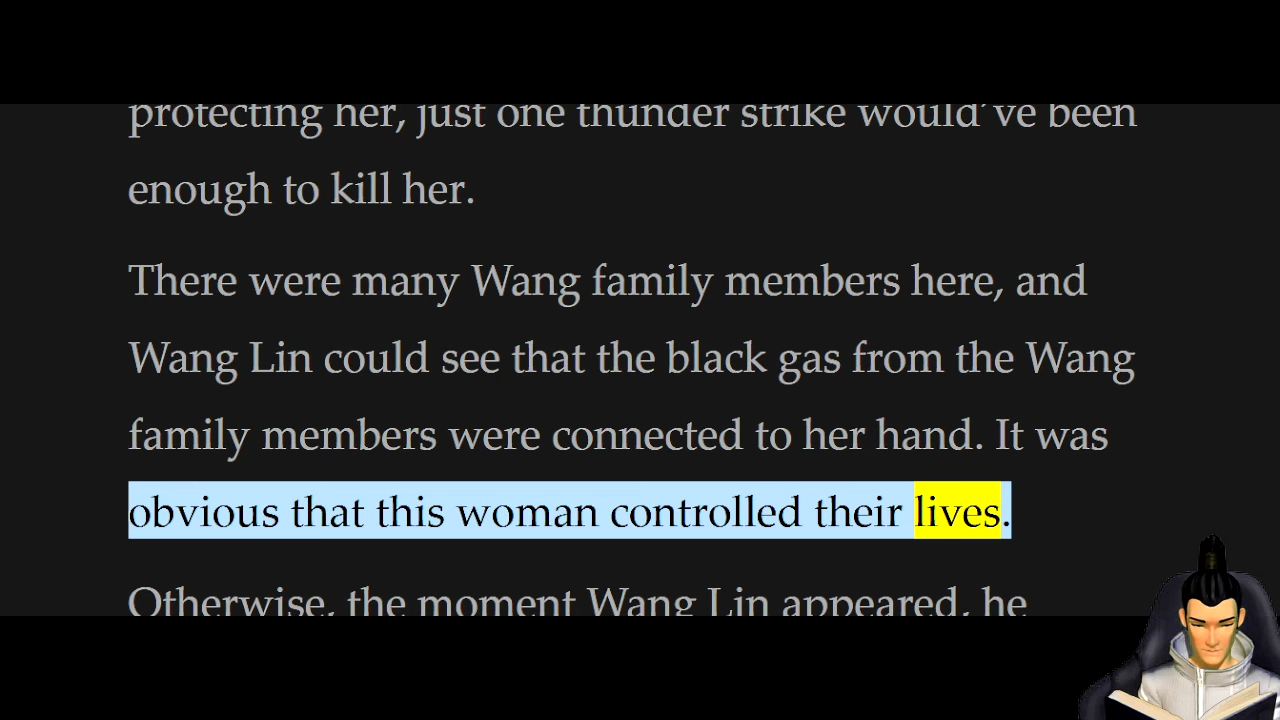 protecting her, just one thunder strike would’ve been
enough to kill her.
There were many Wang family members here, and
Wang Lin could see that the black gas from the Wang
family members were connected to her hand. It was
obvious that this woman controlled their lives.
Otherwise, the moment Wang Lin appeared, he